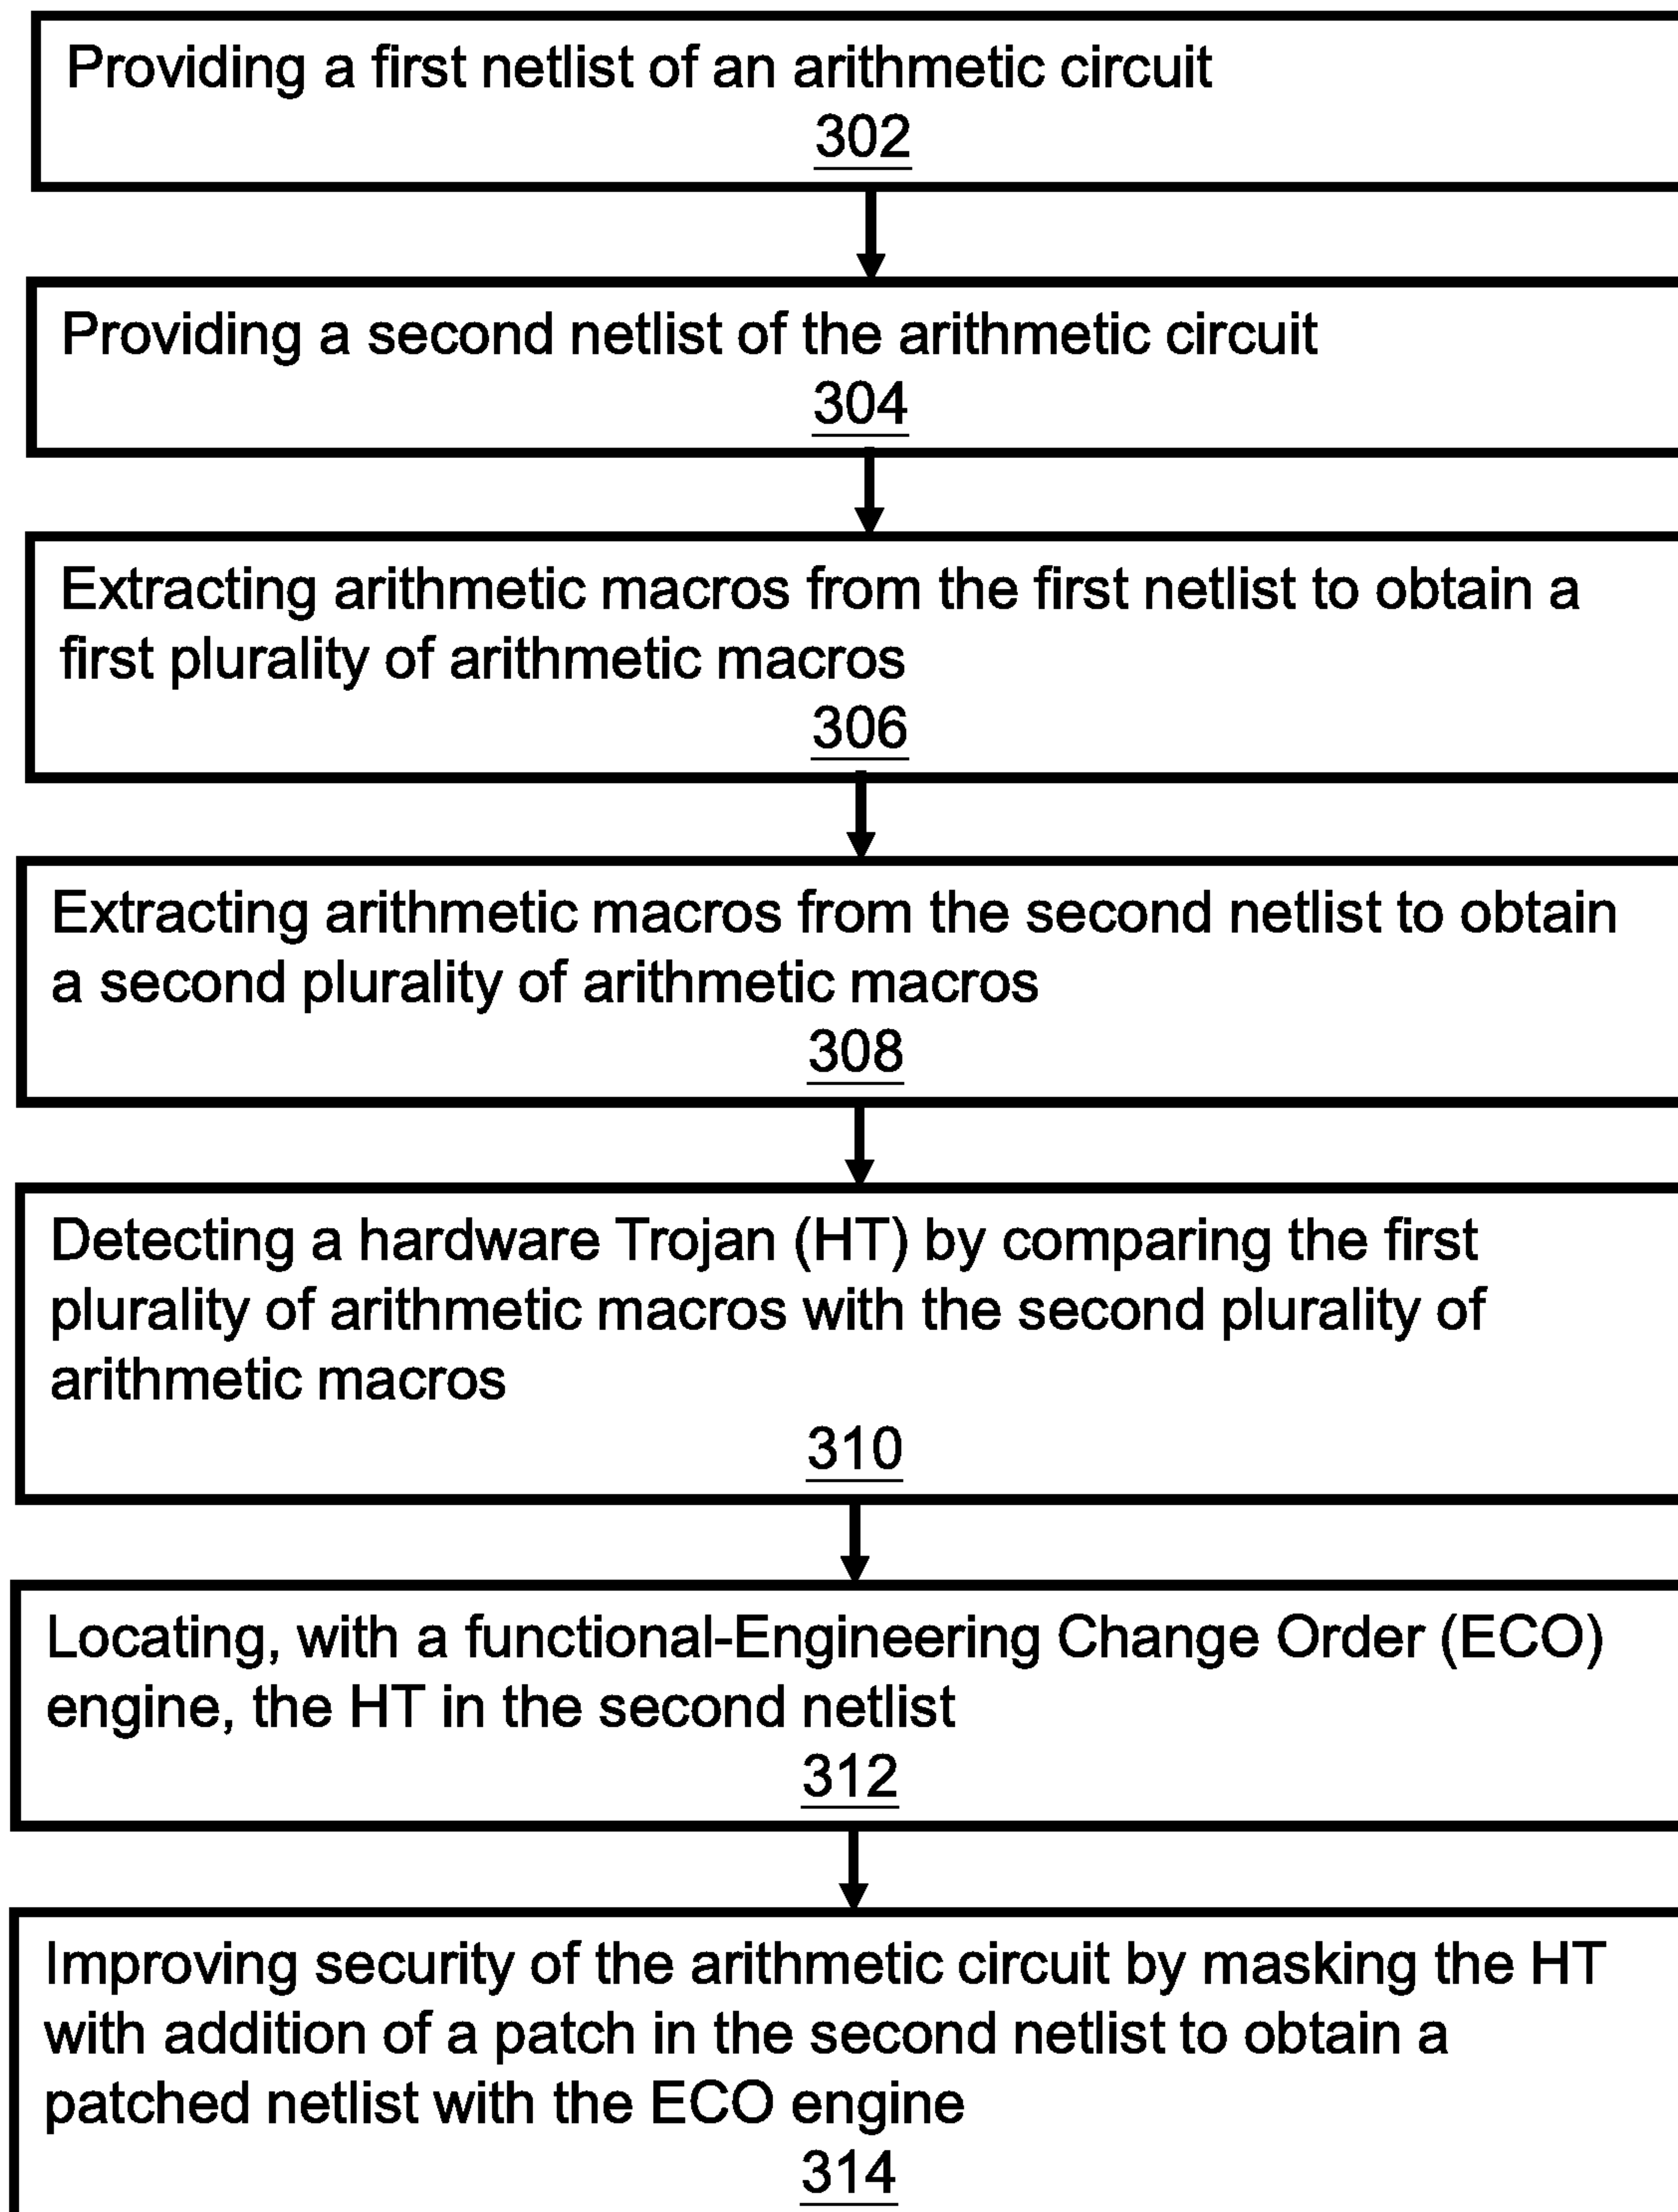 Providing a first netlist of an arithmetic circuit
302
Providing a second netlist of the arithmetic circuit
304
Extracting arithmetic macros from the first netlist to obtain a
first plurality of arithmetic macros
306
Extracting arithmetic macros from the second netlist to obtain
a second plurality of arithmetic macros
308
Detecting a hardware Trojan (HT) by comparing the first
plurality of arithmetic macros with the second plurality of
arithmetic macros
310
Locating, with a functional-Engineering Change Order (ECO)
engine, the HT in the second netlist
312
Improving security of the arithmetic circuit by masking the HT
with addition of a patch in the second netlist to obtain a
patched netlist with the ECO engine
314